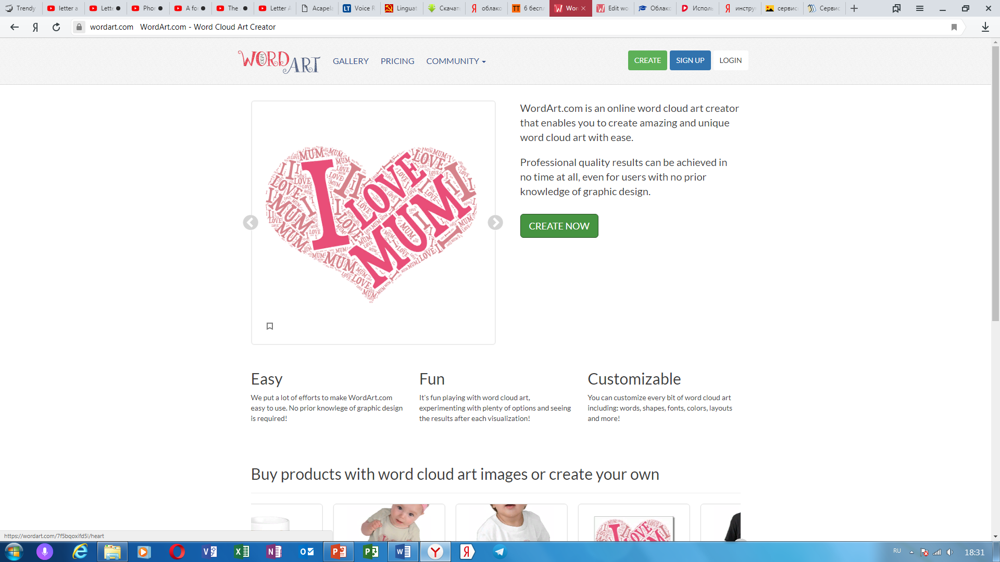 Trendy
letter a
Lette
Phon
A fo
The
Letter A
Acapela
Voice R
Linguat
Скачать
облако
6 беспл
Wor
Edit wo
Облако
Исполь
инстру
сервис
Сервис
wordart.com WordArt.com - Word Cloud Art Creator
WORD ART
GALLERY
PRICING
COMMUNITY
CREATE
SIGN UP
LOGIN
I LOVE MUM
WordArt.com is an online word cloud art creator
that enables you to create amazing and unique
word cloud art with ease.
Professional quality results can be achieved in
no time at all, even for users with no prior
knowledge of graphic design.
CREATE NOW
Easy
We put a lot of efforts to make WordArt.com
easy to use. No prior knowlege of graphic design
is required!
Fun
It's fun playing with word cloud art,
experimenting with plenty of options and seeing
the results after each visualization!
Customizable
You can customize every bit of word cloud art
including: words, shapes, fonts, colors, layouts
and more!
Buy products with word cloud art images or create your own
https://wordart.com/7f5bqoxifd5l/heart
RU
18:31